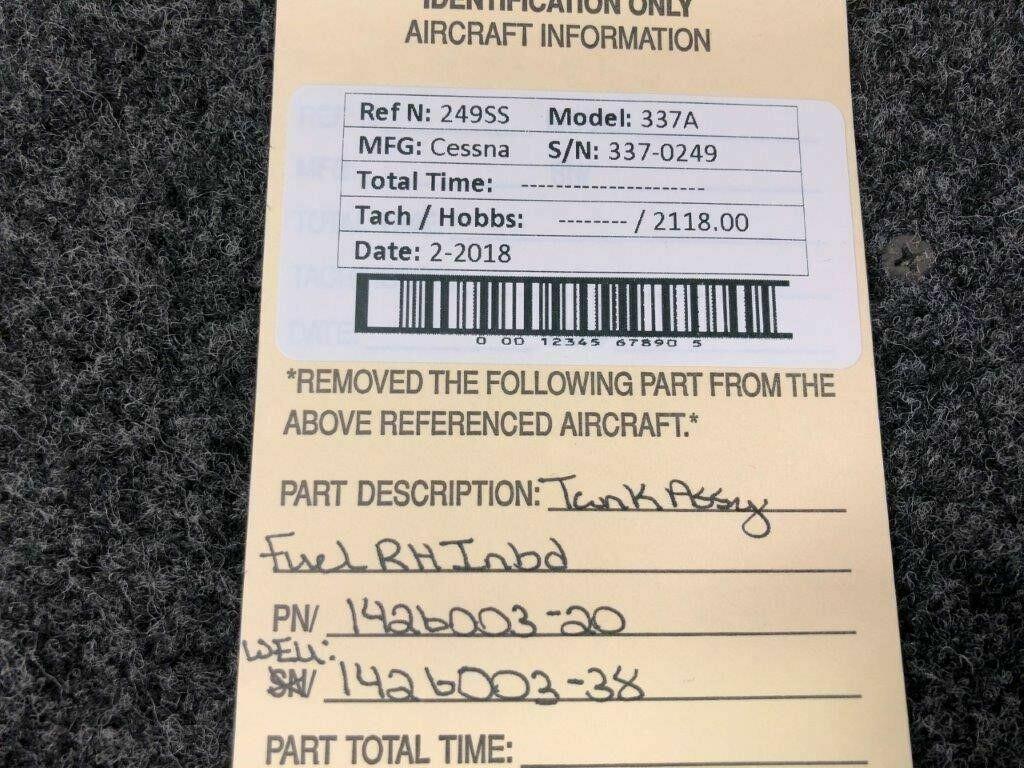 IDENTIFICATION ONLY
AIRCRAFT INFORMATION
Ref N: 249SS Model: 337A
MFG: Cessna S/N: 337-0249
Total Time: ---------------------
Tach / Hobbs: -------- / 2118.00
Date: 2-2018
0 00 12345 67890 5
*REMOVED THE FOLLOWING PART FROM THE
ABOVE REFERENCED AIRCRAFT.*
PART DESCRIPTION: Tank Assy
Fuel RH Inbd
PN/ 1426003-20
WELL:
SN/ 1426003-38
PART TOTAL TIME: